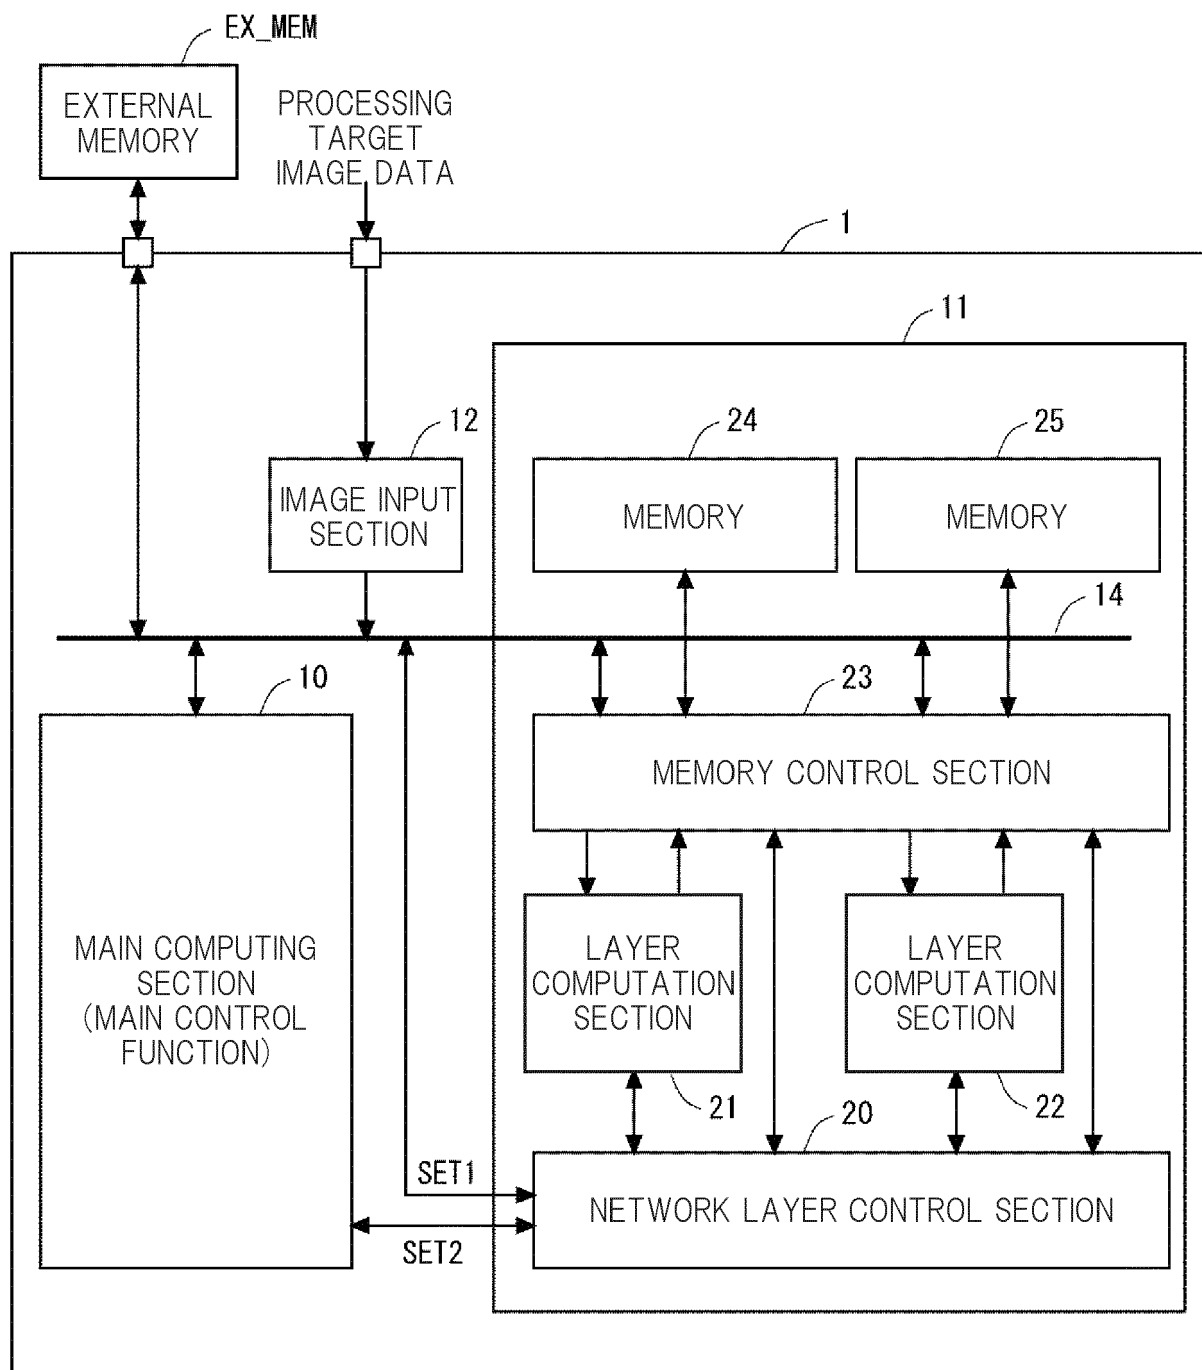 EX_MEM
EXTERNAL
MEMORY
PROCESSING
TARGET
IMAGE DATA
1
11
12
IMAGE INPUT
SECTION
24
MEMORY
25
MEMORY
14
10
MAIN COMPUTING
SECTION
(MAIN CONTROL
FUNCTION)
23
MEMORY CONTROL SECTION
LAYER
COMPUTATION
SECTION
21
LAYER
COMPUTATION
SECTION
22
20
NETWORK LAYER CONTROL SECTION
SET1
SET2